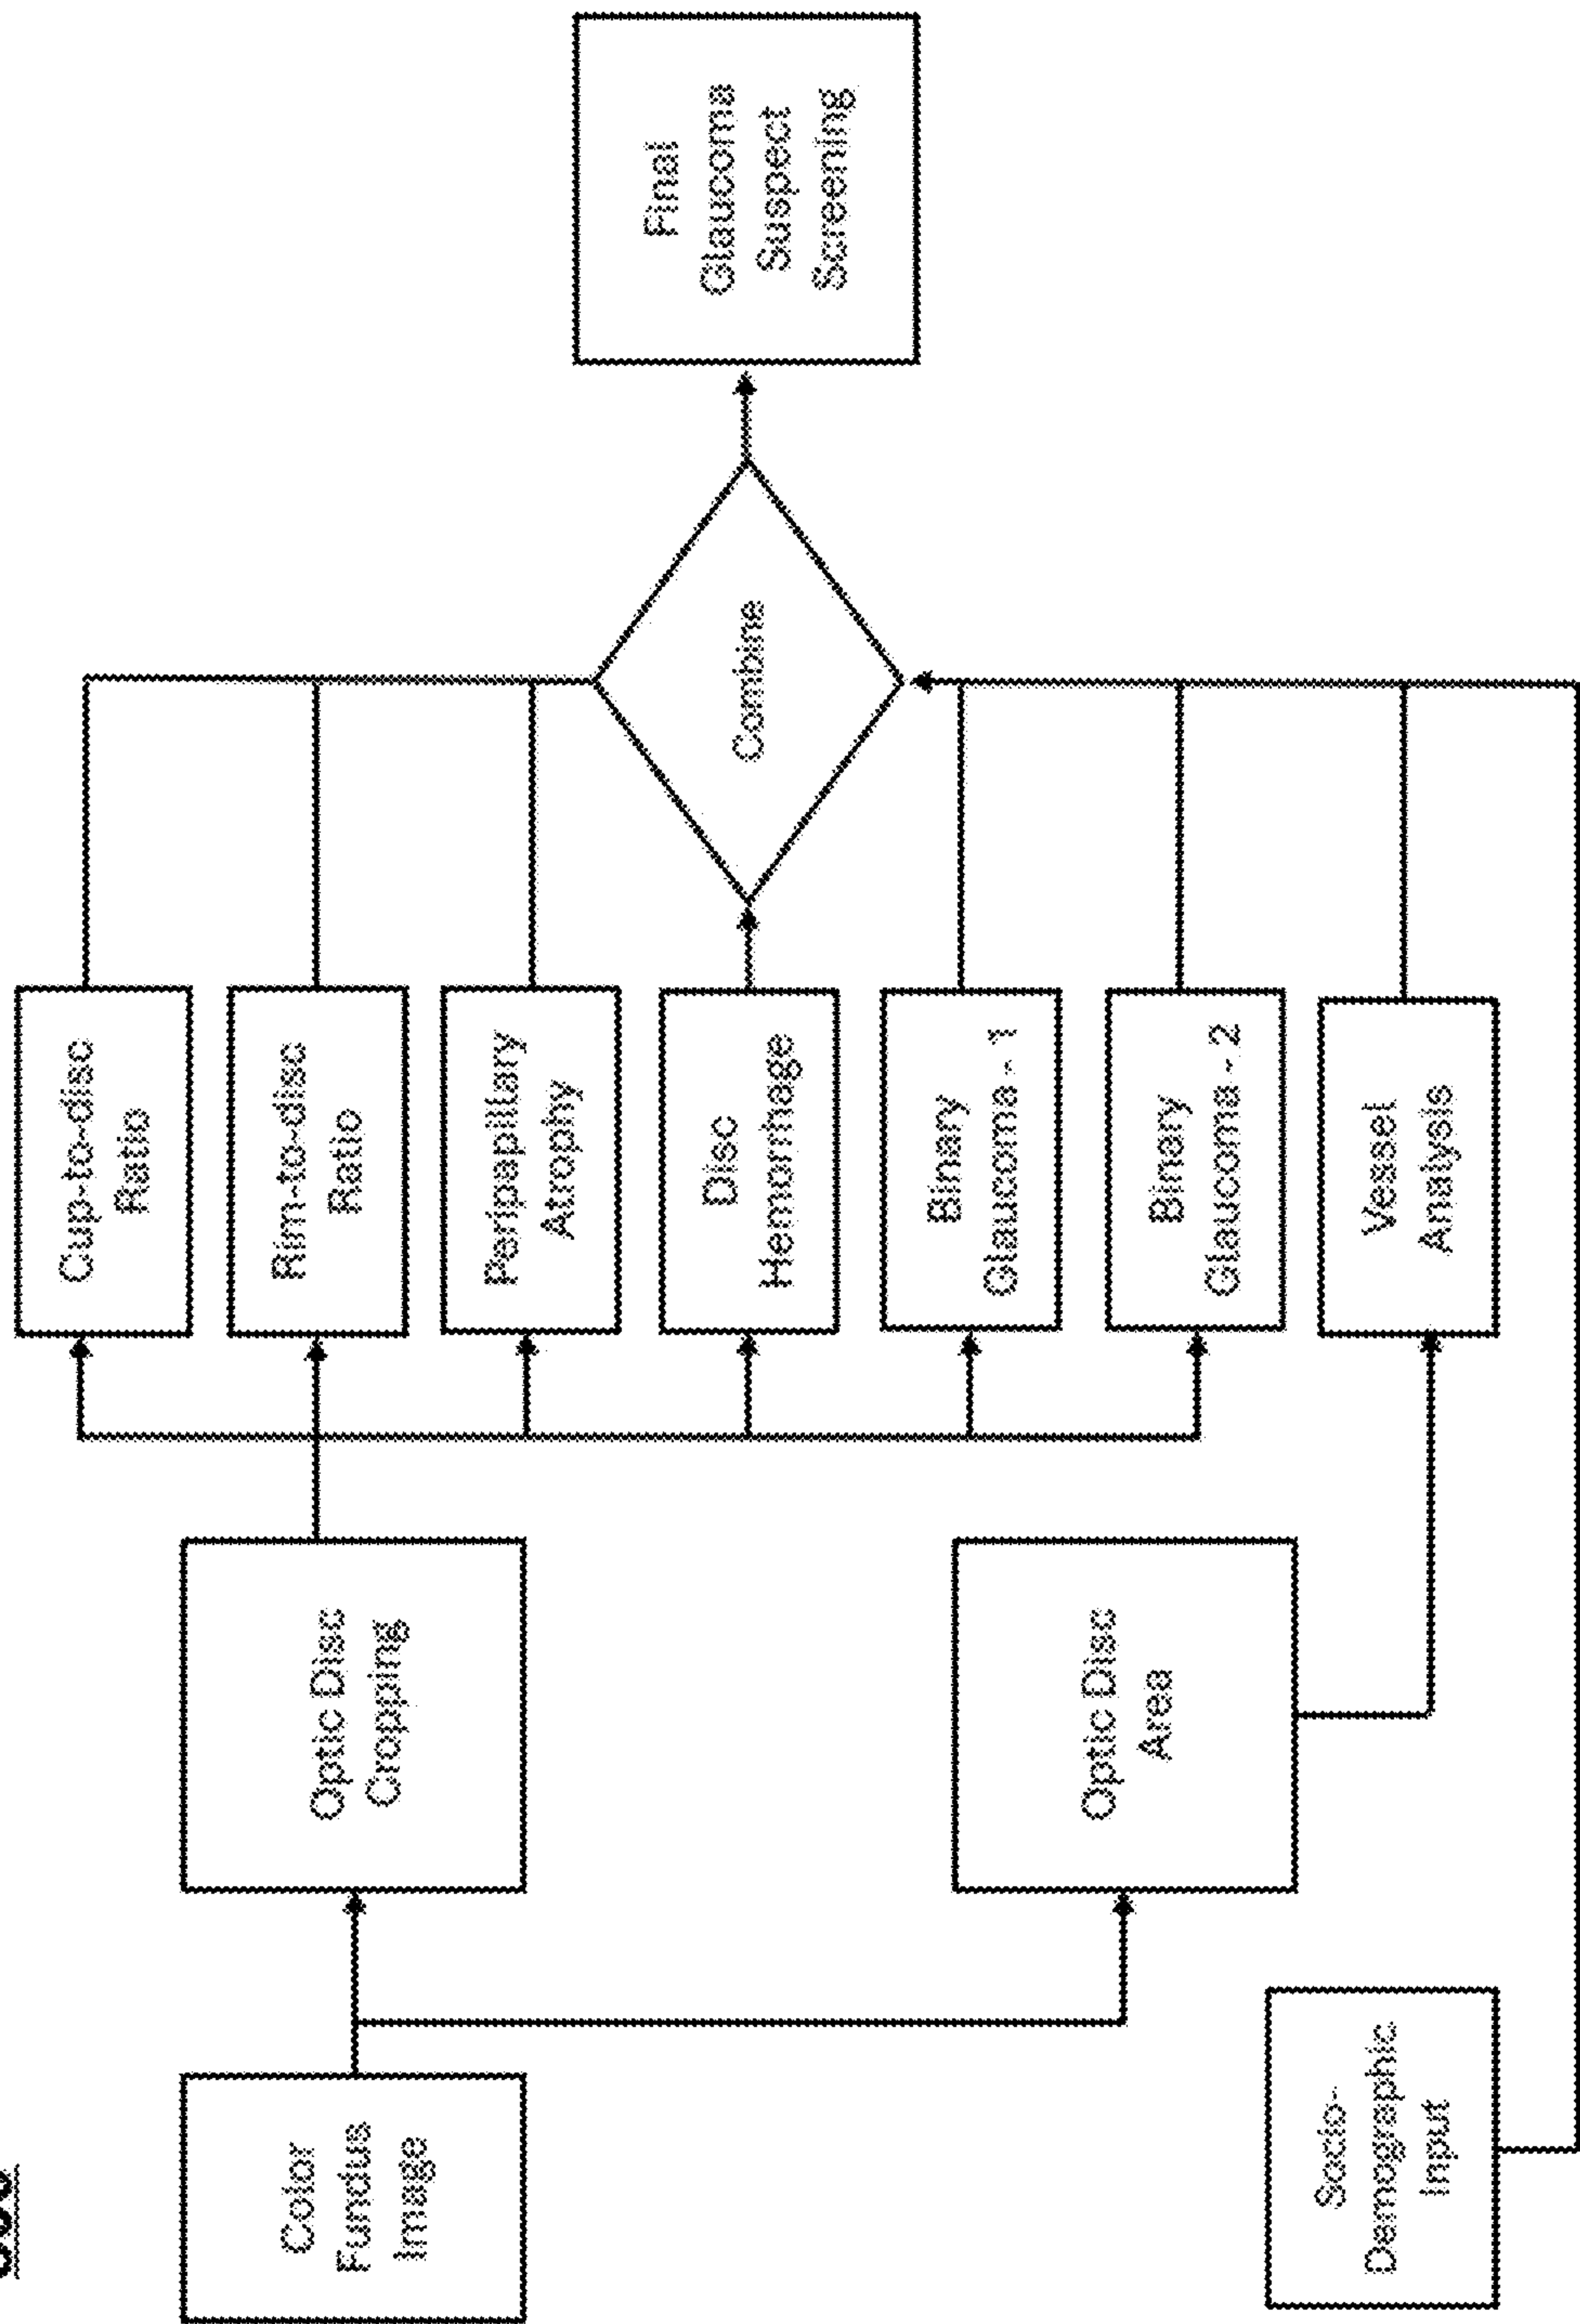 Color
Fundus
Image
Socio-
Demographic
Input
Optic Disc
Cropping
Optic Disc
Area
Cup-to-disc
Ratio
Rim-to-disc
Ratio
Peripapillary
Atrophy
Disc
Hemorrhage
Binary
Glaucoma - 1
Binary
Glaucoma - 2
Vessel
Analysis
Combine
Final
Glaucoms
Suspect
Screening